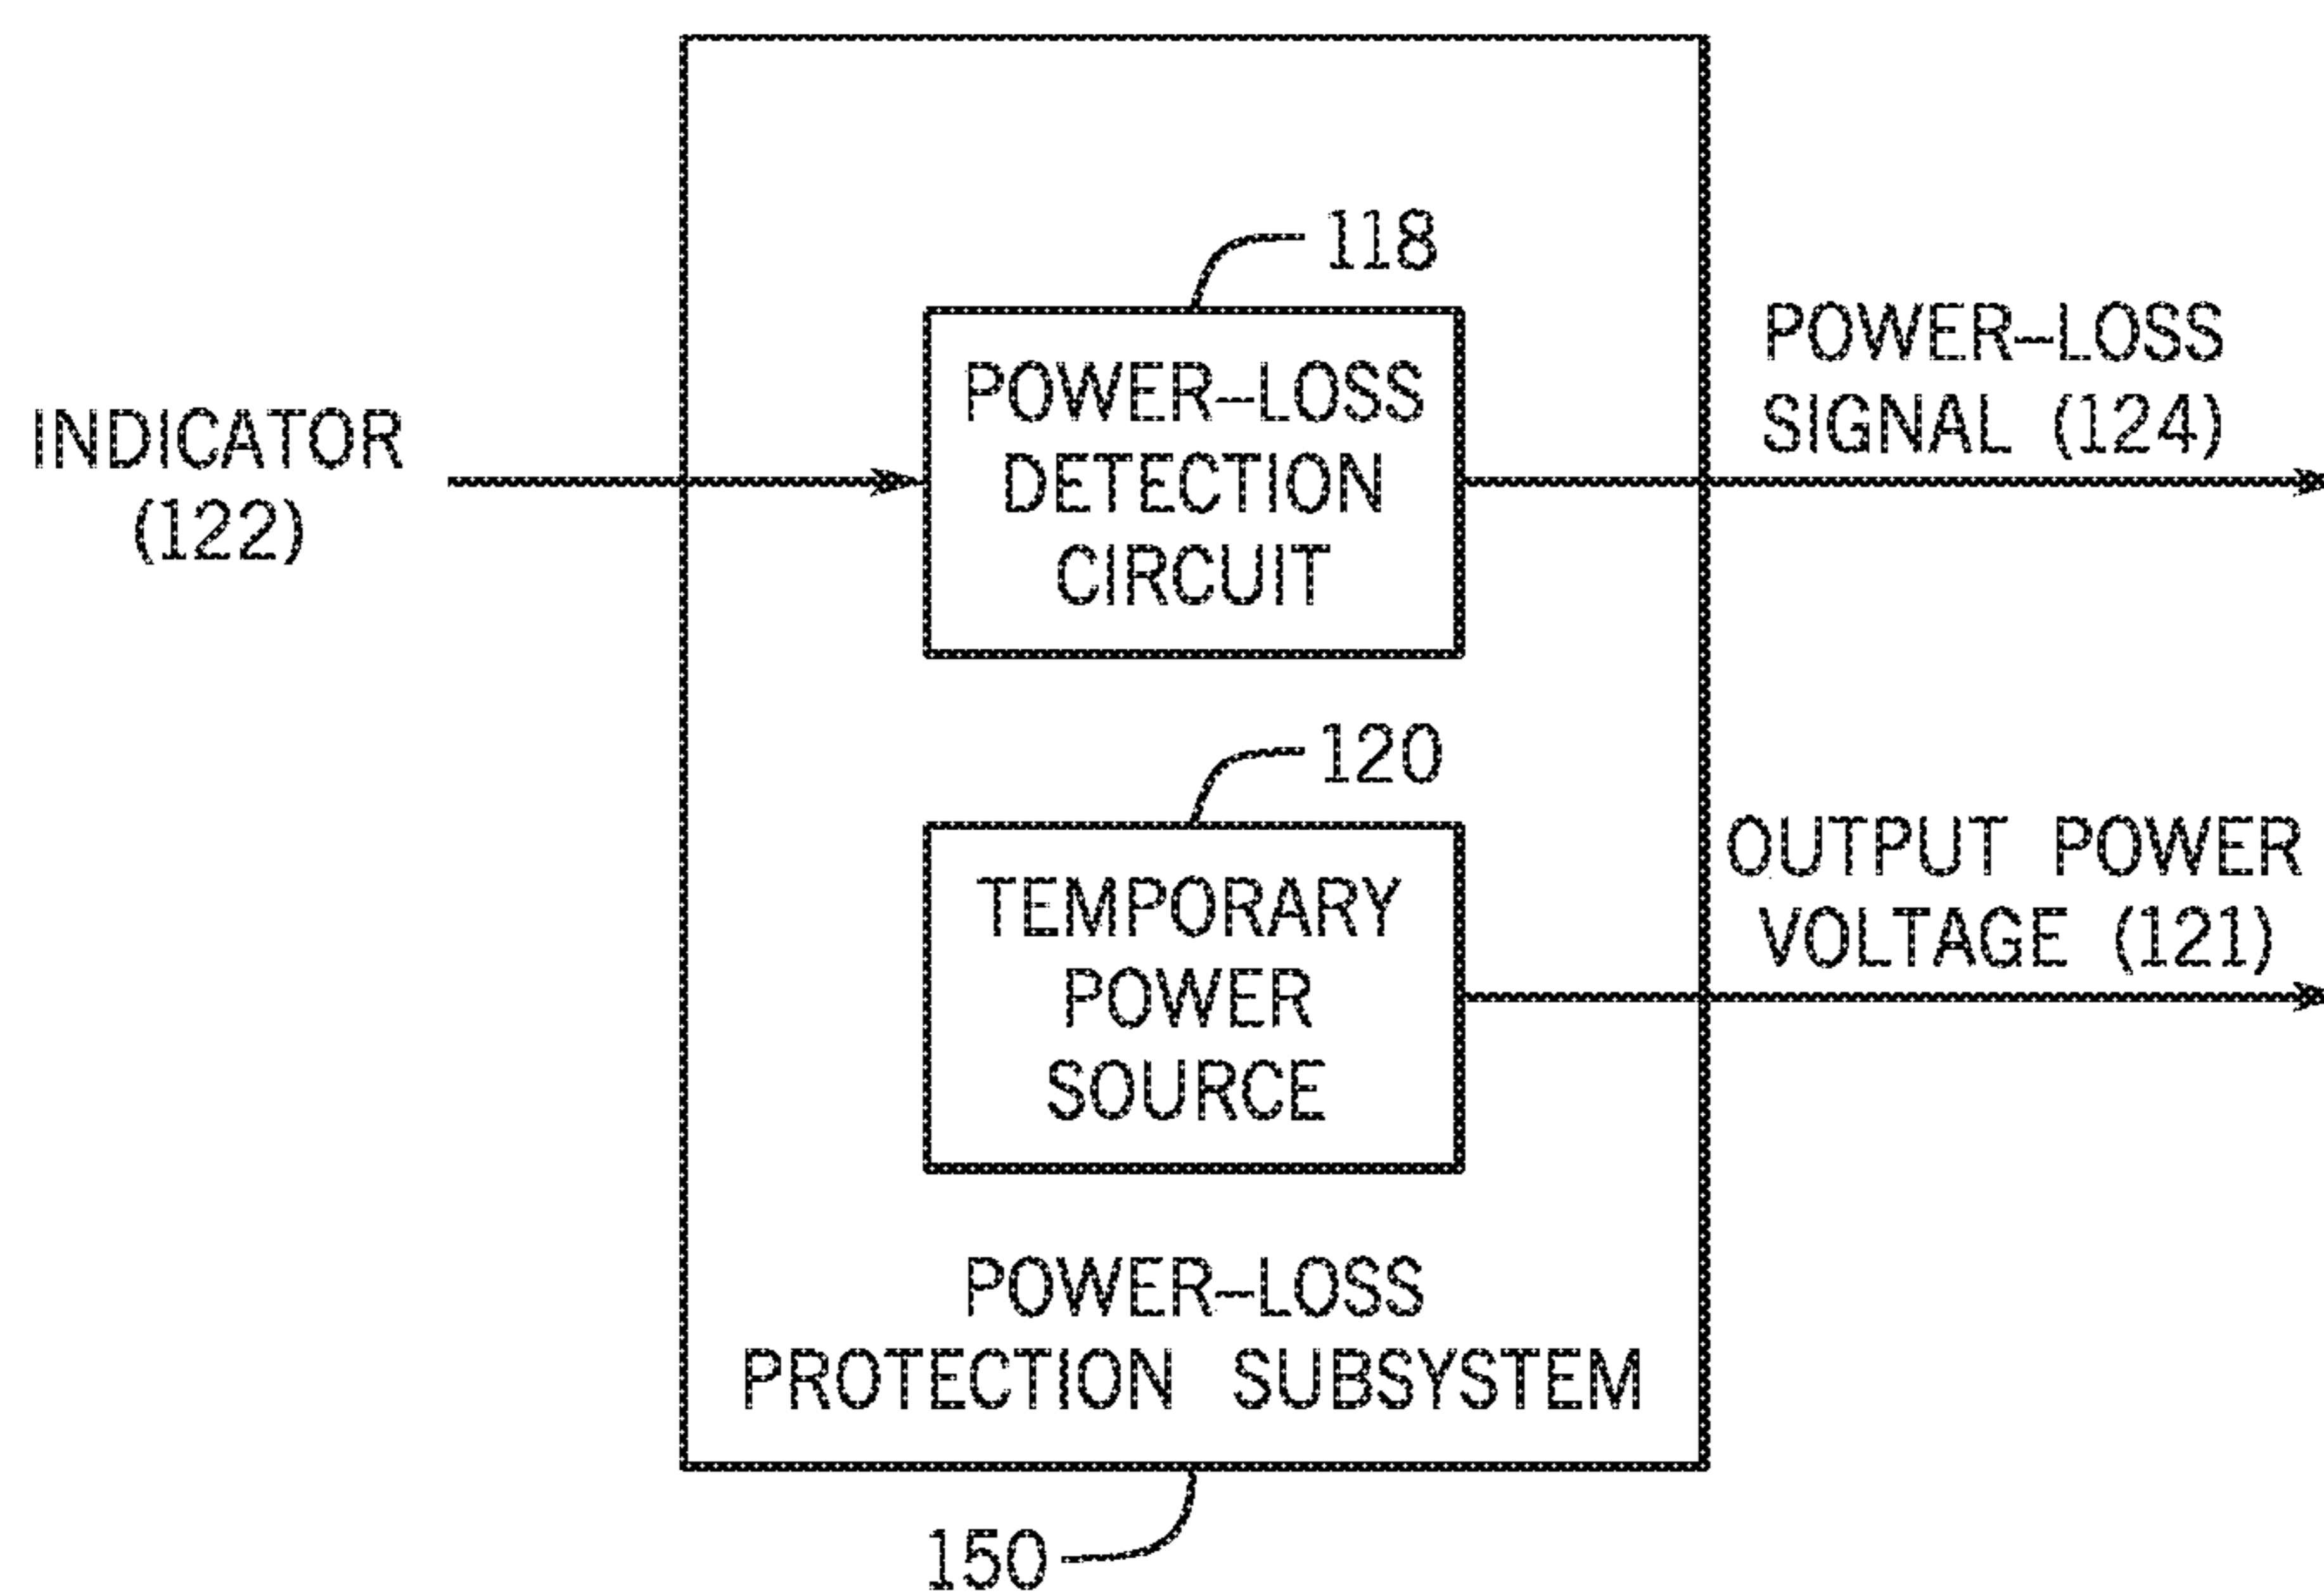 118
POWER-LOSS
DETECTION
CIRCUIT
INDICATOR
(122)
POWER-LOSS
SIGNAL (124)
120
TEMPORARY
POWER
SOURCE
OUTPUT POWER
VOLTAGE (121)
POWER-LOSS
PROTECTION SUBSYSTEM
150